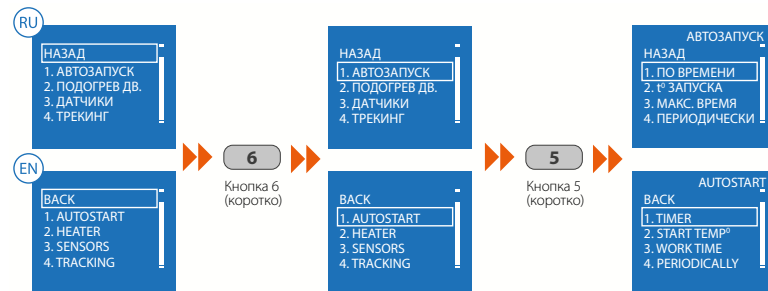 RU
НАЗАД
1. АВТОЗАПУСК
2. ПОДОГРЕВ ДВ.
3. ДАТЧИКИ
4. ТРЕКИНГ
НАЗАД
1. АВТОЗАПУСК
2. ПОДОГРЕВ ДВ.
3. ДАТЧИКИ
4. ТРЕКИНГ
АВТОЗАПУСК
НАЗАД
1. ПО ВРЕМЕНИ
2. tº ЗАПУСКА
3. МАКС. ВРЕМЯ
4. ПЕРИОДИЧЕСКИ
6
Кнопка 6
(коротко)
5
Кнопка 5
(коротко)
EN
BACK
1. AUTOSTART
2. HEATER
3. SENSORS
4. TRACKING
BACK
1. AUTOSTART
2. HEATER
3. SENSORS
4. TRACKING
AUTOSTART
BACK
1. TIMER
2. START TEMPº
3. WORK TIME
4. PERIODICALLY